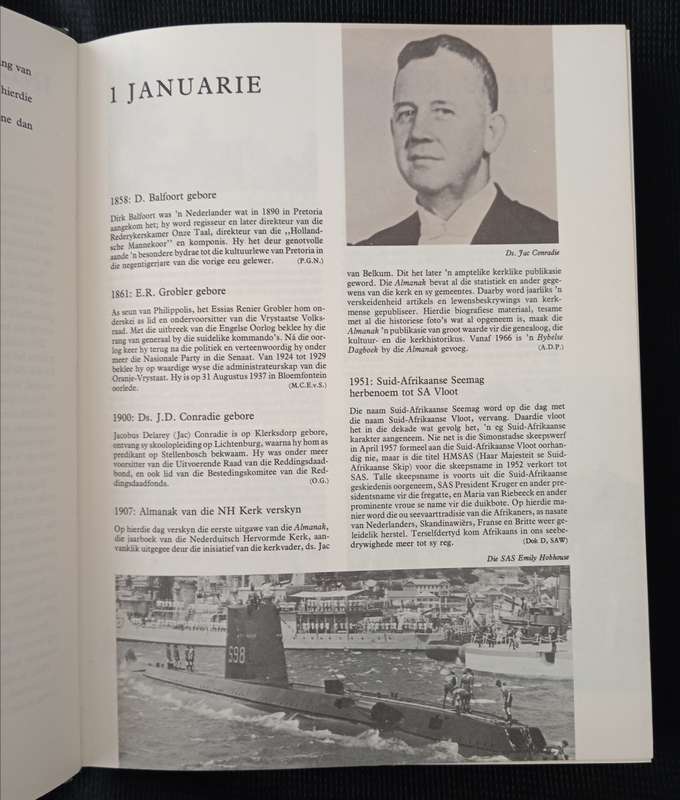 ng van
hierdie
ne dan
1 JANUARIE
1858: D. Balfoort gebore
Dirk Balfoort was 'n Nederlander wat in 1890 in Pretoria
aangekom het; hy word regisseur en later direkteur van die
Rederykerskamer Onze Taal, direkteur van die ,,Holland-
sche Mannekoor" en komponis. Hy het deur genotvolle
aande 'n besondere bydrae tot die kultuurlewe van Pretoria in
die negentigerjare van die vorige eeu gelewer. (P.G.N.)
1861: E.R. Grobler gebore
As seun van Philippolis, het Essias Renier Grobler hom on-
derskei as lid en ondervoorsitter van die Vrystaatse Volks-
raad. Met die uitbreek van die Engelse Oorlog beklee hy die
rang van generaal by die suidelike kommando's. Ná die oor-
log keer hy terug na die politiek en verteenwoordig hy onder
meer die Nasionale Party in die Senaat. Van 1924 tot 1929
beklee hy op waardige wyse die administrateurskap van die
Oranje-Vrystaat. Hy is op 31 Augustus 1937 in Bloemfontein
oorlede. (M.C.E.v.S.)
1900: Ds. J.D. Conradie gebore
Jacobus Delarey (Jac) Conradie is op Klerksdorp gebore,
ontvang sy skoolopleiding op Lichtenburg, waarna hy hom as
predikant op Stellenbosch bekwaam. Hy was onder meer
voorsitter van die Uitvoerende Raad van die Reddingsdaad-
bond, en ook lid van die Bestedingskomitee van die Red-
dingsdaadfonds. (O.G.)
1907: Almanak van die NH Kerk verskyn
Op hierdie dag verskyn die eerste uitgawe van die Almanak,
die jaarboek van die Nederduitsch Hervormde Kerk, aan-
vanklik uitgegee deur die inisiatief van die kerkvader, ds. Jac
Ds. Jac Conradie
van Belkum. Dit het later 'n amptelike kerklike publikasie
geword. Die Almanak bevat al die statistiek en ander gege-
wens van die kerk en sy gemeentes. Daarby word jaarliks 'n
verskeidenheid artikels en lewensbeskrywings van kerk-
mense gepubliseer. Hierdie biografiese materiaal, tesame
met al die historiese foto's wat al opgeneem is, maak die
Almanak 'n publikasie van groot waarde vir die genealoog, die
kultuur- en die kerkhistorikus. Vanaf 1966 is 'n Bybelse
Dagboek by die Almanak gevoeg. (A.D.P.)
1951: Suid-Afrikaanse Seemag
herbenoem tot SA Vloot
Die naam Suid-Afrikaanse Seemag word op die dag met
die naam Suid-Afrikaanse Vloot, vervang. Daardie vloot
het in die dekade wat gevolg het, 'n eg Suid-Afrikaanse
karakter aangeneem. Nie net is die Simonstadse skeepswerf
in April 1957 formeel aan die Suid-Afrikaanse Vloot oorhan-
dig nie, maar is die titel HMSAS (Haar Majesteit se Suid-
Afrikaanse Skip) voor die skeepsnaam in 1952 verkort tot
SAS. Talle skeepsname is voorts uit die Suid-Afrikaanse
geskiedenis oorgeneem, SAS President Kruger en ander pre-
sidentsname vir die fregatte, en Maria van Riebeeck en ander
prominente vroue se name vir die duikbote. Op hierdie ma-
nier word die ou seevaarttradisie van die Afrikaners, as nasate
van Nederlanders, Skandinawiërs, Franse en Britte weer ge-
leidelik herstel. Terselfdertyd kom Afrikaans in ons seebe-
drywighede meer tot sy reg. (Dok D, SAW)
Die SAS Emily Hobhouse
S98